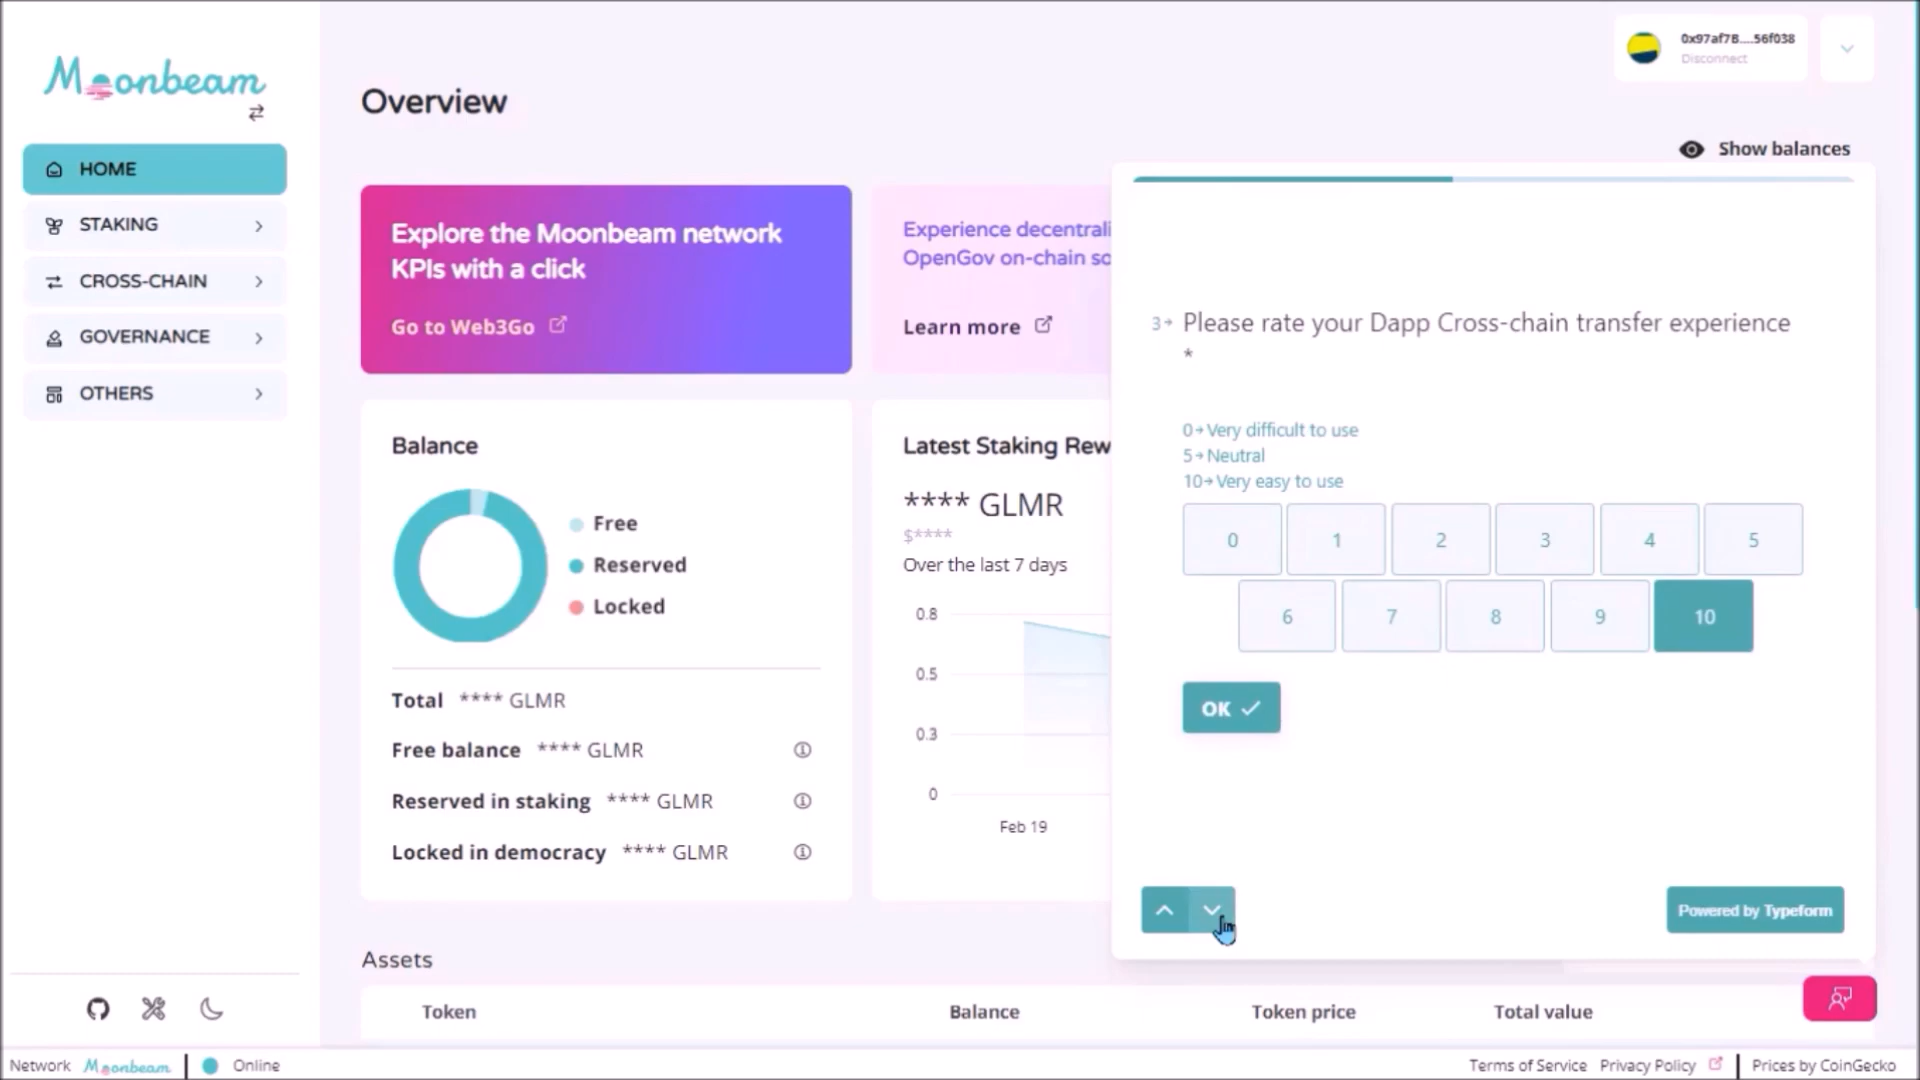 Moonbeam
HOME
STAKING
CROSS-CHAIN
GOVERNANCE
OTHERS
Overview
0x97af7B....56f038
Disconnect
Show balances
Explore the Moonbeam network
KPIs with a click
Go to Web3Go
Experience decentrali
OpenGov on-chain so
Learn more
Balance
Free
Reserved
Locked
Total **** GLMR
Free balance **** GLMR
Reserved in staking **** GLMR
Locked in democracy **** GLMR
Latest Staking Rew
**** GLMR
$****
Over the last 7 days
0.8
0.5
0.3
0
Feb 19
3→ Please rate your Dapp Cross-chain transfer experience
*
0→Very difficult to use
5→Neutral
10→Very easy to use
0 1 2 3 4 5
6 7 8 9 10
OK
Powered by Typeform
Assets
Token Balance Token price Total value
Network Moonbeam | Online
Terms of Service Privacy Policy | Prices by CoinGecko